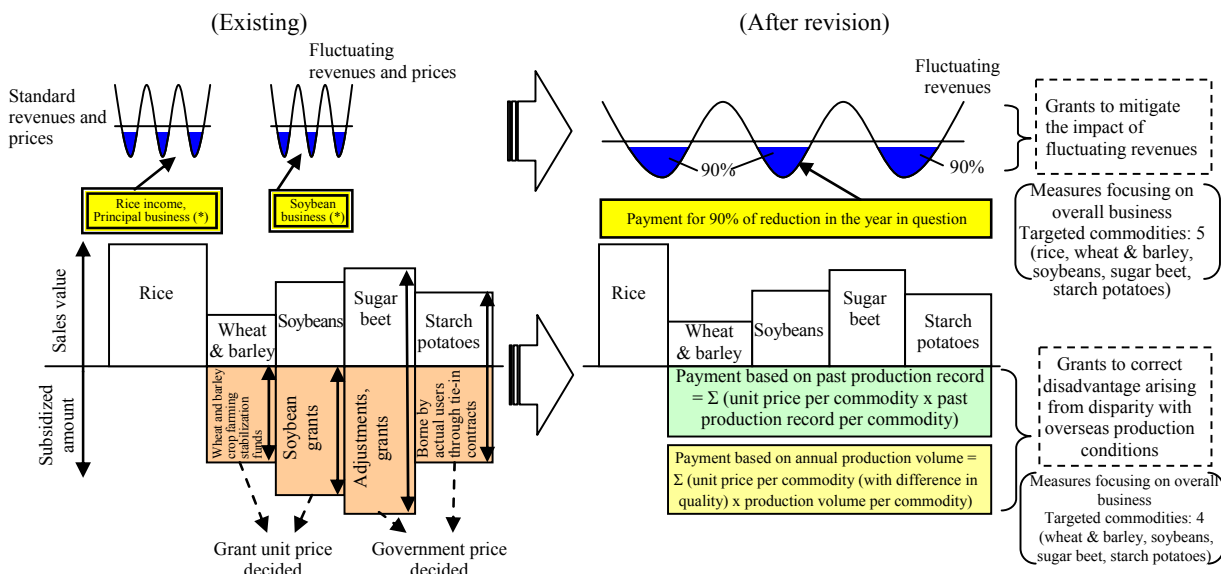 (Existing)
(After revision)
Fluctuating
revenues and prices
Standard
revenues and
prices
Rice income,
Principal business (*)
Soybean
business (*)
Fluctuating
revenues
90%
90%
Payment for 90% of reduction in the year in question
Grants to mitigate
the impact of
fluctuating revenues
Measures focusing on
overall business
Targeted commodities: 5
(rice, wheat & barley,
soybeans, sugar beet,
starch potatoes)
Sales value
Subsidized
amount
Rice
Wheat
& barley
Soybeans
Sugar
beet
Starch
potatoes
Wheat and barley
crop farming
stabilization
funds
Soybean
grants
Adjustments,
grants
Borne by
actual users
through tie-in
contracts
Grant unit price
decided
Government price
decided
Rice
Wheat
& barley
Soybeans
Sugar
beet
Starch
potatoes
Payment based on past production record
= Σ (unit price per commodity x past
production record per commodity)
Payment based on annual production volume =
Σ (unit price per commodity (with difference in
quality) x production volume per commodity)
Grants to correct
disadvantage arising
from disparity with
overseas production
conditions
Measures focusing on overall
business
Targeted commodities: 4
(wheat & barley, soybeans,
sugar beet, starch potatoes)